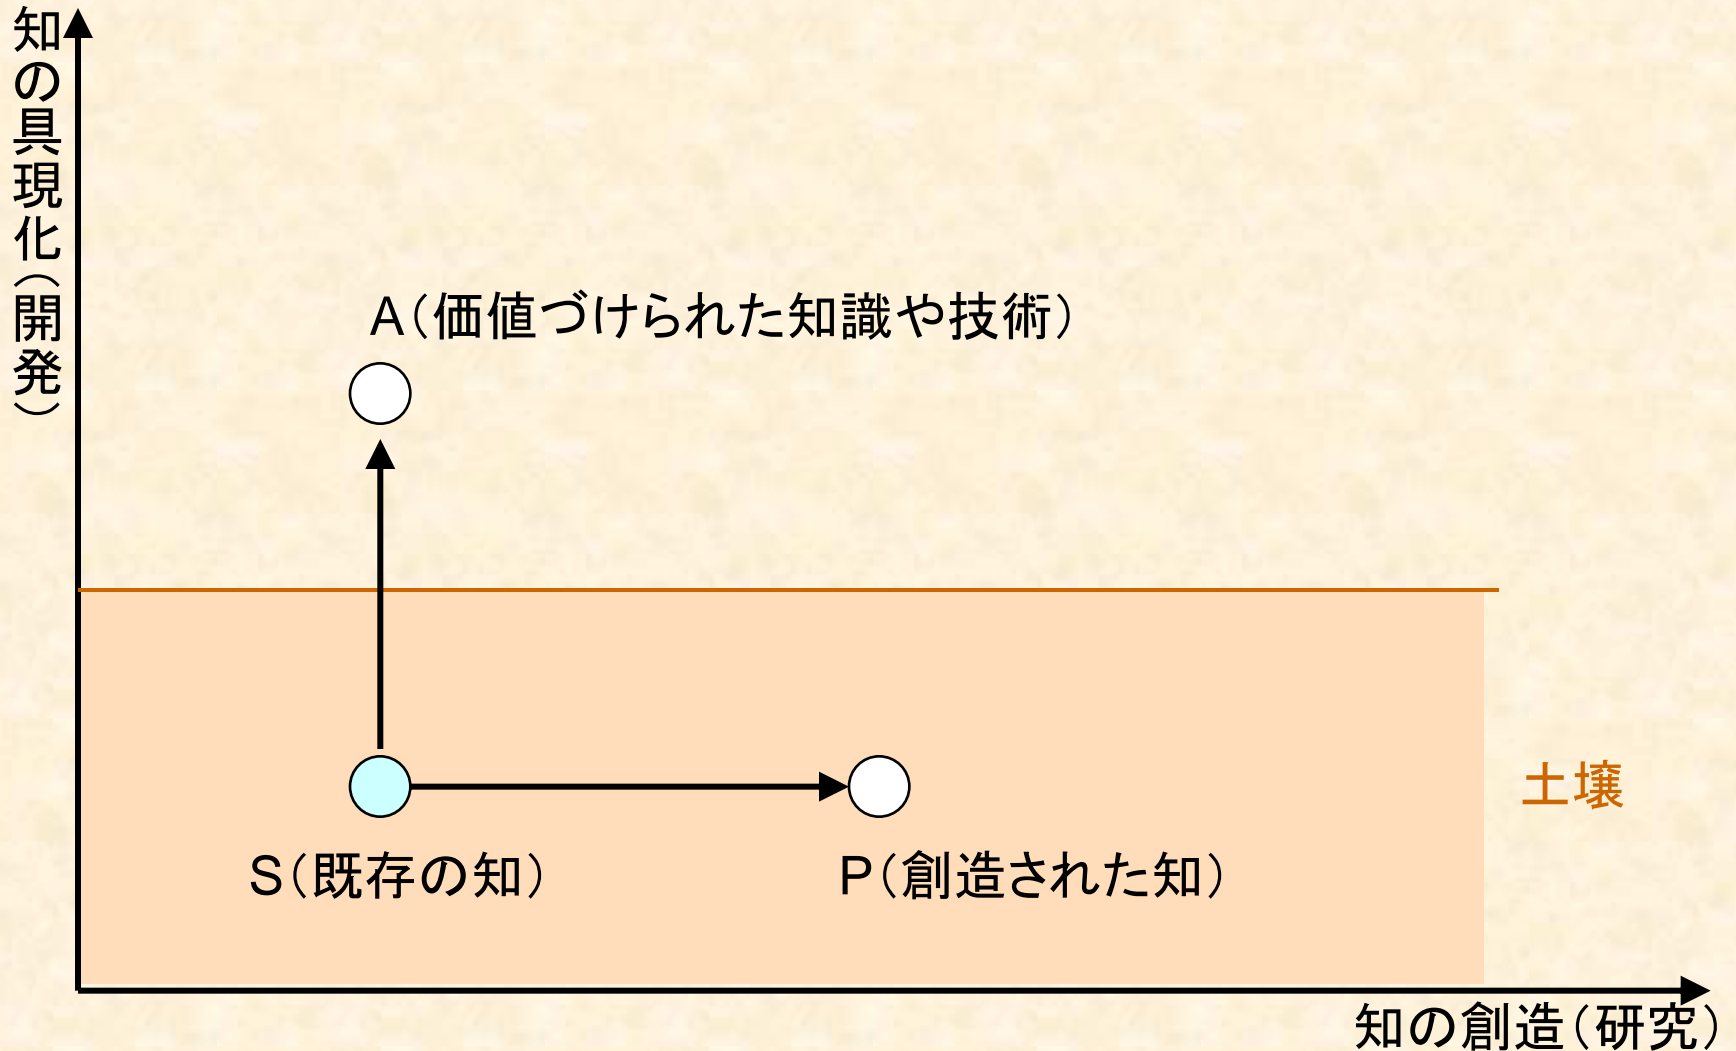 知の具現化（開発）
A（価値づけられた知識や技術）
土壌
S（既存の知）
P（創造された知）
知の創造（研究）